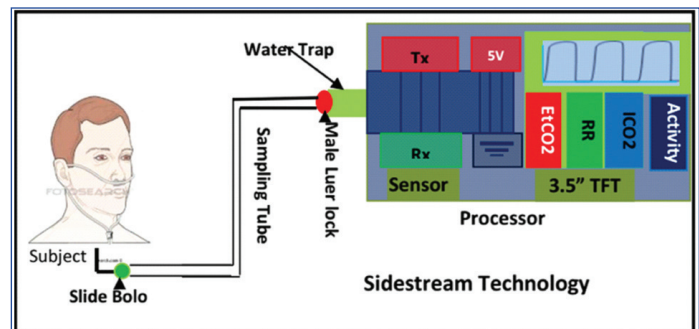 Water Trap
Tx
5V
EtCO2
RR
ICO2
Activity
Rx
Sensor
3.5" TFT
Processor
Male Luer lock
Sampling Tube
FOTOSEARCH
Subject
Slide Bolo
Sidestream Technology